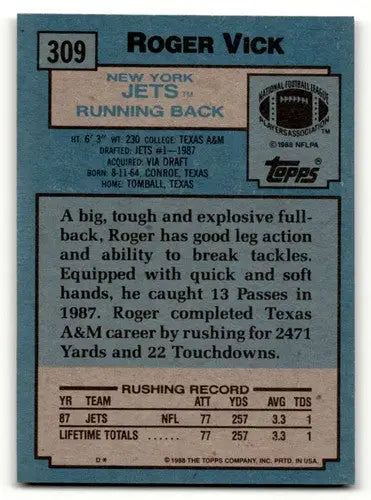 309
ROGER VICK
NEW YORK
JETS™
RUNNING BACK
NATIONAL FOOTBALL LEAGUE
PLAYERS ASSOCIATION™
© 1988 NFLPA
TOPPS®
HT: 6' 3" WT: 230 COLLEGE: TEXAS A&M
DRAFTED: JETS #1—1987
ACQUIRED: VIA DRAFT
BORN: 8-11-64, CONROE, TEXAS
HOME: TOMBALL, TEXAS
A big, tough and explosive full-
back, Roger has good leg action
and ability to break tackles.
Equipped with quick and soft
hands, he caught 13 Passes in
1987. Roger completed Texas
A&M career by rushing for 2471
Yards and 22 Touchdowns.
RUSHING RECORD
YR TEAM ATT YDS AVG TDS
87 JETS NFL 77 257 3.3 1
LIFETIME TOTALS . . . . . . 77 257 3.3 1
D* © 1988 THE TOPPS COMPANY, INC. PRTD. IN USA.